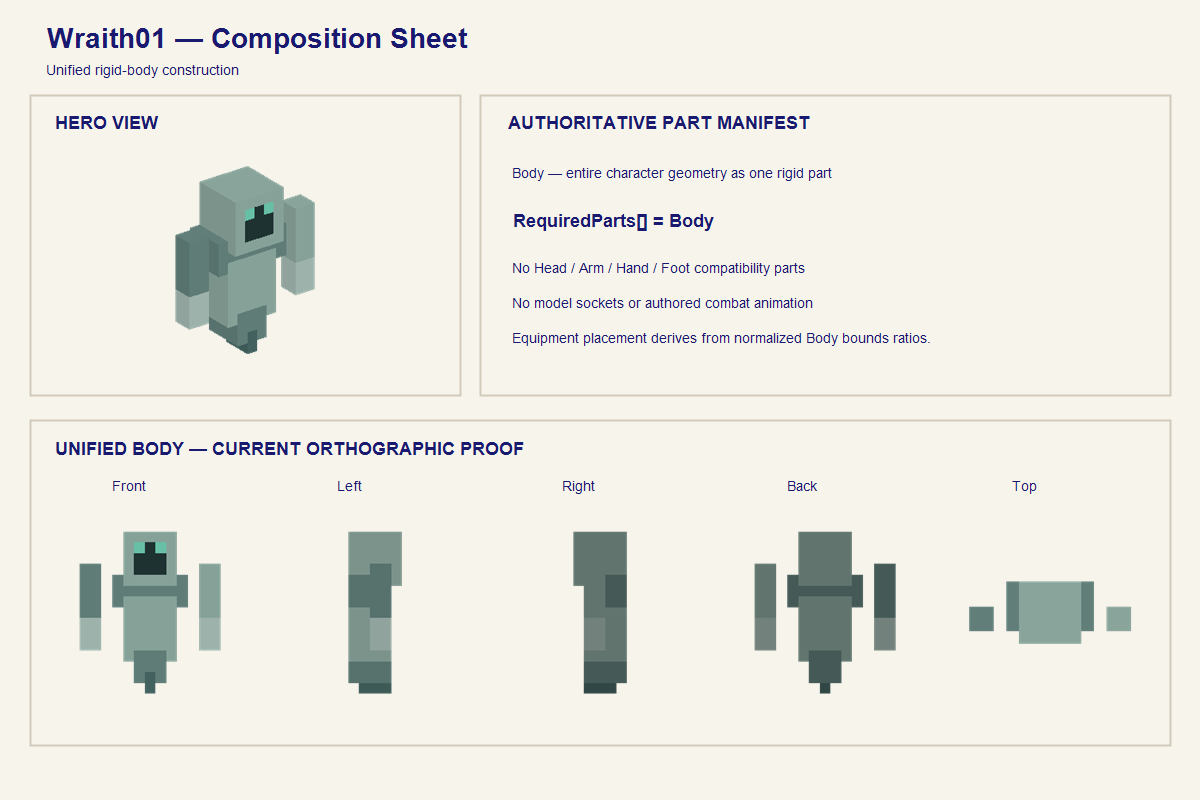 Wraith01 — Composition Sheet
Unified rigid-body construction
HERO VIEW
AUTHORITATIVE PART MANIFEST
Body — entire character geometry as one rigid part
RequiredParts[] = Body
No Head / Arm / Hand / Foot compatibility parts
No model sockets or authored combat animation
Equipment placement derives from normalized Body bounds ratios.
UNIFIED BODY — CURRENT ORTHOGRAPHIC PROOF
Front Left Right Back Top